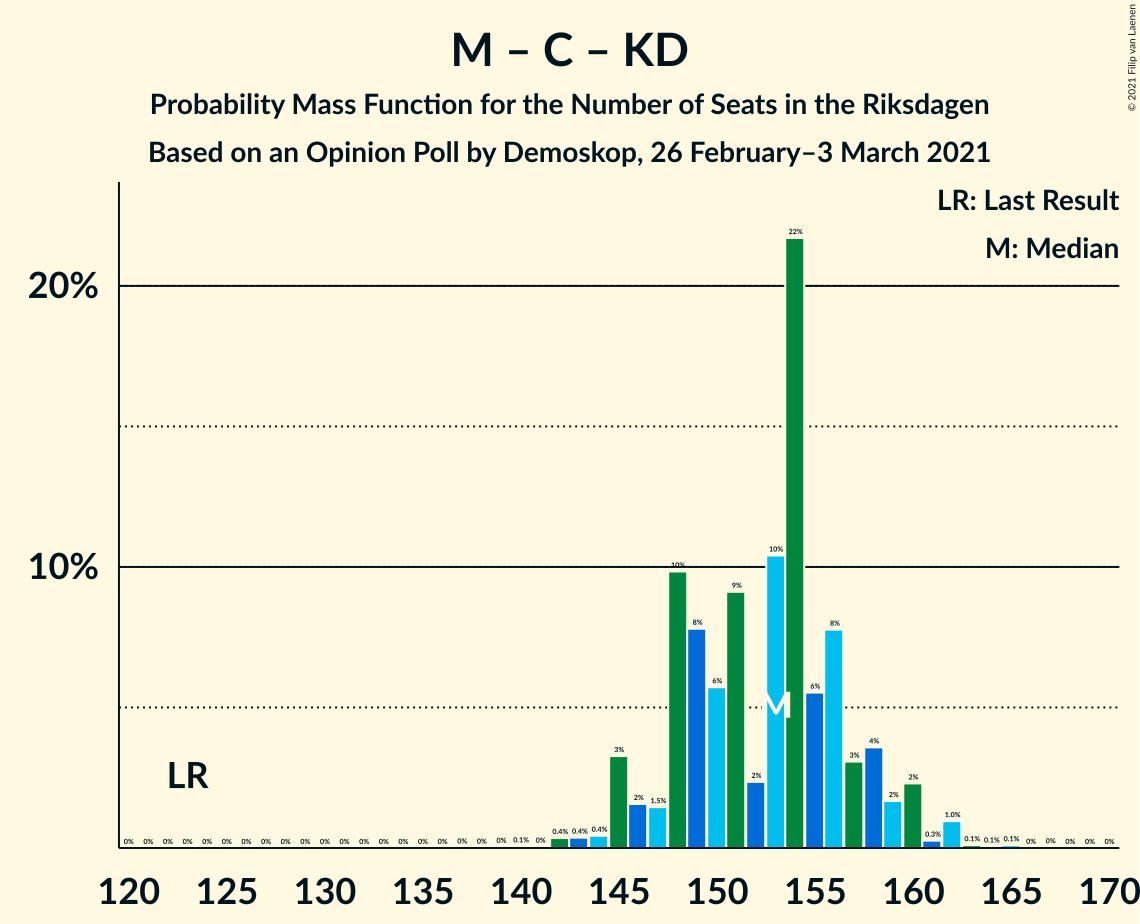 © 2021 Filip van Laenen
M – C – KD
Probability Mass Function for the Number of Seats in the Riksdagen
Based on an Opinion Poll by Demoskop, 26 February–3 March 2021
LR: Last Result
M: Median
22%
20%
10%
10%
10%
9%
8%
8%
6%
6%
M
4%
3%
3%
LR
2%
1.5%
2%
2%
2%
1.0%
0.4% 0.4% 0.4%
0.3%
0% 0% 0% 0% 0% 0% 0% 0% 0% 0% 0% 0% 0% 0% 0% 0% 0% 0% 0% 0% 0.1% 0% 0.1% 0.1% 0.1% 0% 0% 0% 0% 0%
120 125 130 135 140 145 150 155 160 165 170